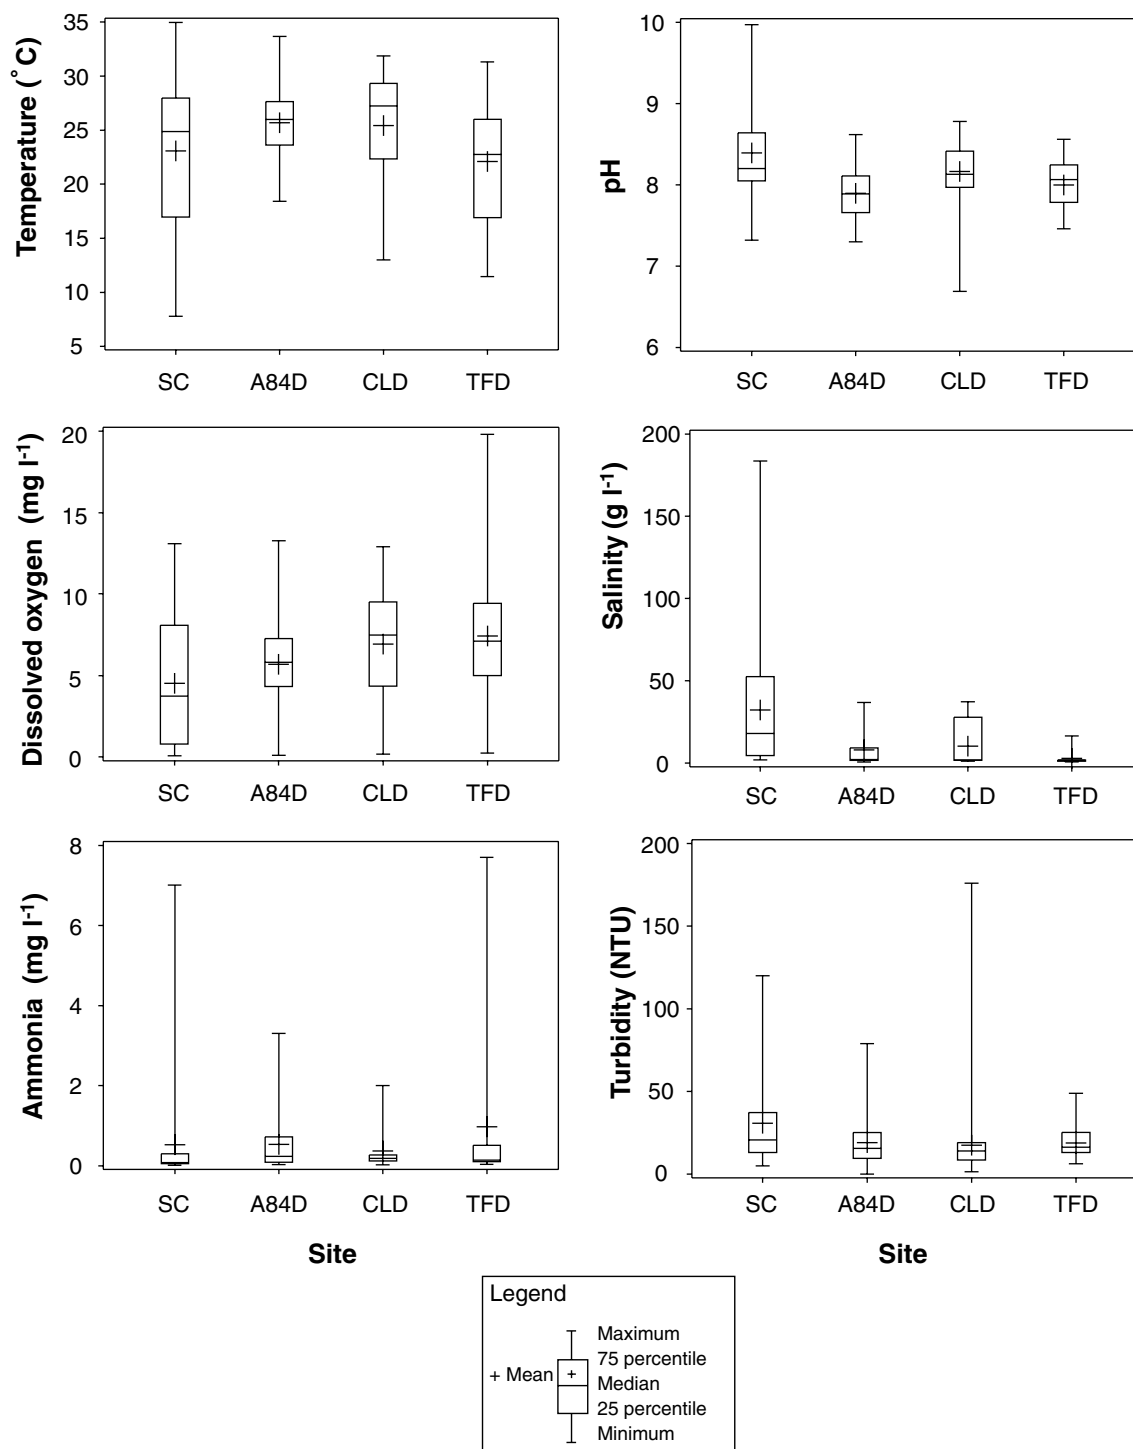 Temperature (°C)
35
30
25
20
15
10
5
SC A84D CLD TFD
pH
10
9
8
7
6
SC A84D CLD TFD
Dissolved oxygen (mg l-1)
20
15
10
5
0
SC A84D CLD TFD
Salinity (g l-1)
200
150
100
50
0
SC A84D CLD TFD
Ammonia (mg l-1)
8
6
4
2
0
SC A84D CLD TFD
Site
Turbidity (NTU)
200
150
100
50
0
SC A84D CLD TFD
Site
Legend
Maximum
75 percentile
+ Mean
Median
25 percentile
Minimum